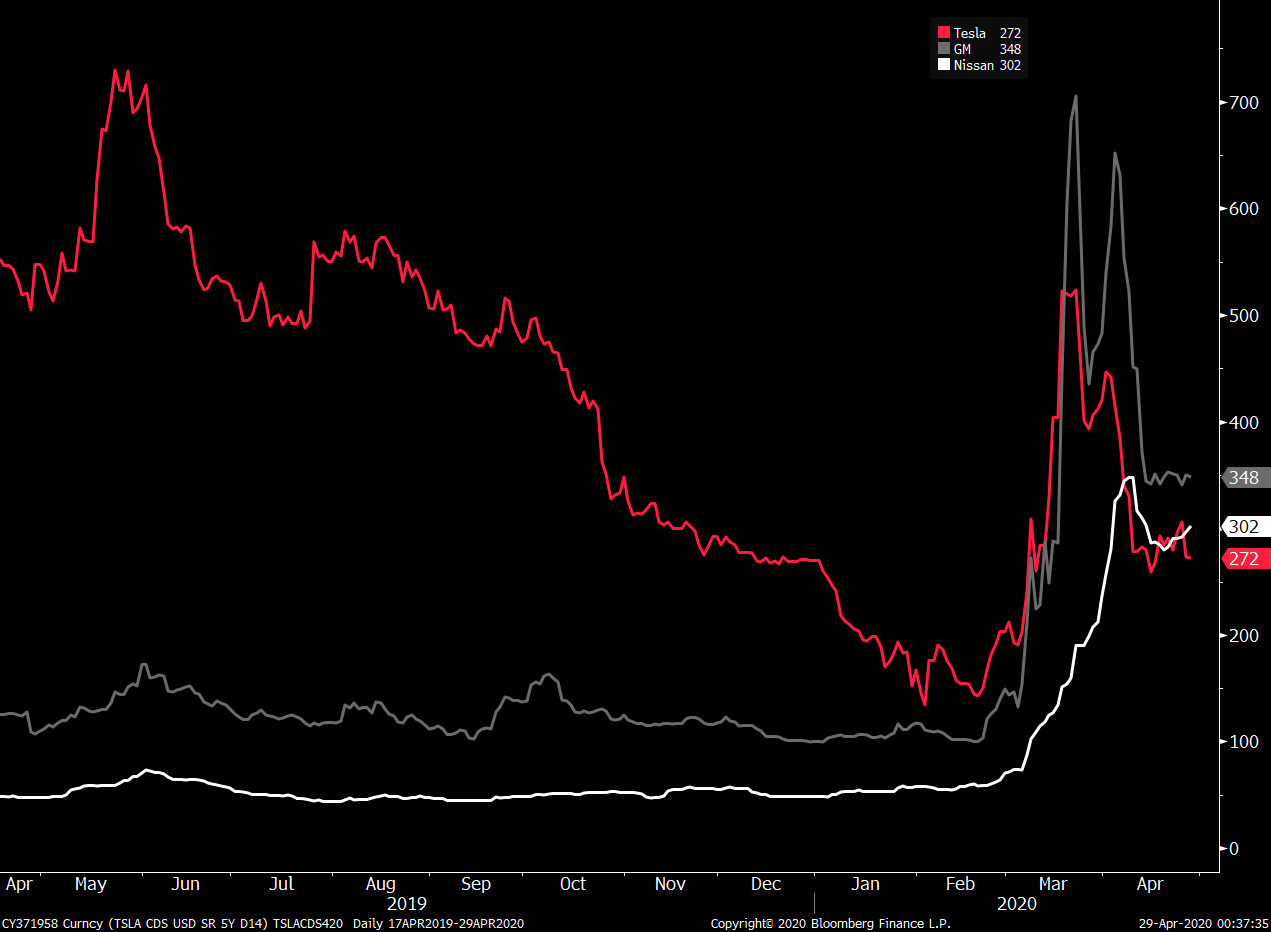 Tesla 272
GM 348
Nissan 302
700
600
500
400
348
302
272
200
100
0
Apr May Jun Jul Aug Sep Oct Nov Dec Jan Feb Mar Apr
2019 2020
CY371958 Curncy (TSLA CDS USD SR 5Y D14) TSLACDS420 Daily 17APR2019-29APR2020 Copyright© 2020 Bloomberg Finance L.P. 29-Apr-2020 00:37:35